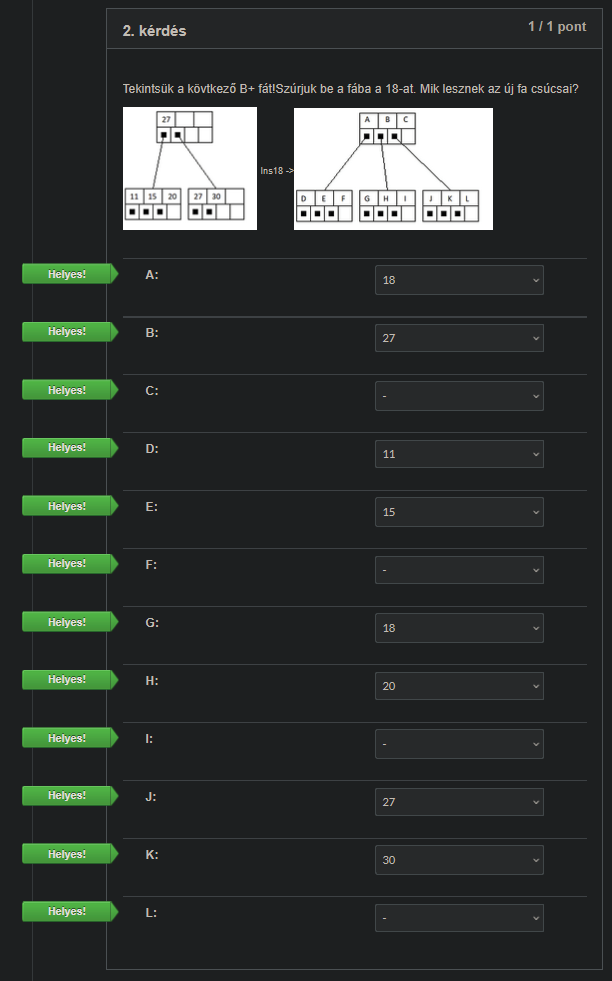 2. kérdés
1 / 1 pont
Tekintsük a kövtkező B+ fát!Szúrjuk be a fába a 18-at. Mik lesznek az új fa csúcsai?
27
11 15 20 27 30
Ins18 ->
A B C
D E F G H I J K L
Helyes! A: 18
Helyes! B: 27
Helyes! C: -
Helyes! D: 11
Helyes! E: 15
Helyes! F: -
Helyes! G: 18
Helyes! H: 20
Helyes! I: -
Helyes! J: 27
Helyes! K: 30
Helyes! L: -